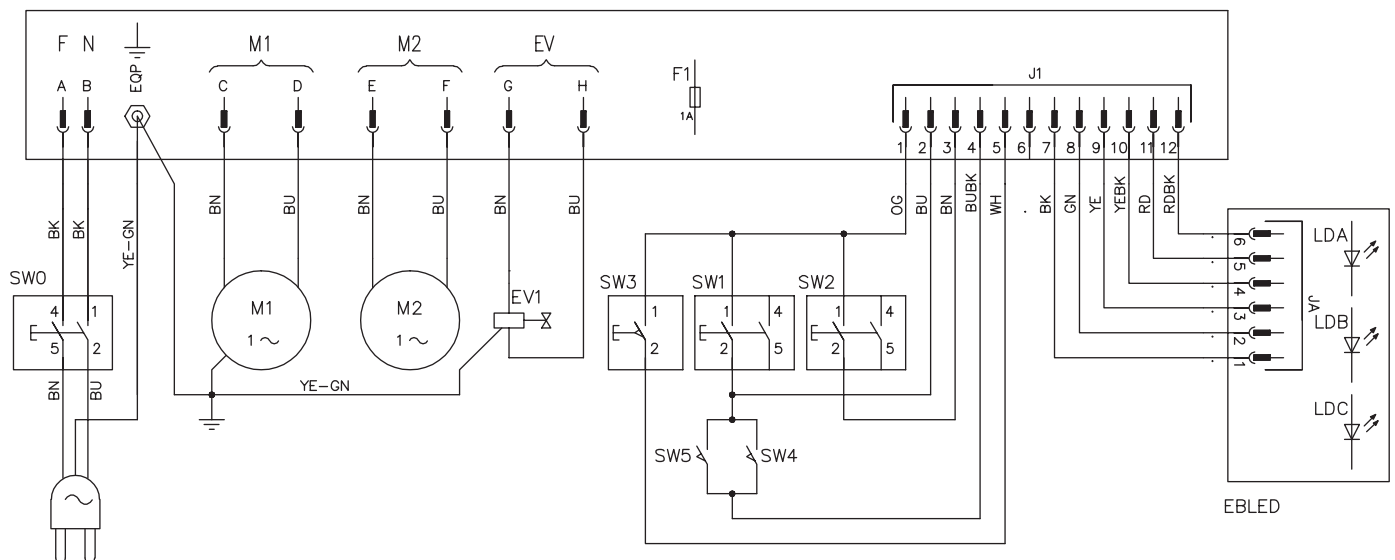 F N
M1
M2
EV
F1
1A
J1
A B EQP C D E F G H
1 2 3 4 5 6 7 8 9 10 11 12
BK BK YE-GN BN BU BN BU BN BU OG BU BN BUBK WH . BK GN YE YEBK RD RDBK
SW0
4 1
5 2
BN BU
M1
1
M2
1
EV1
YE-GN
SW3
1
2
SW1
1 4
2 5
SW2
1 4
2 5
SW5 SW4
6
5
4
3
2
1
JA
LDA
LDB
LDC
EBLED